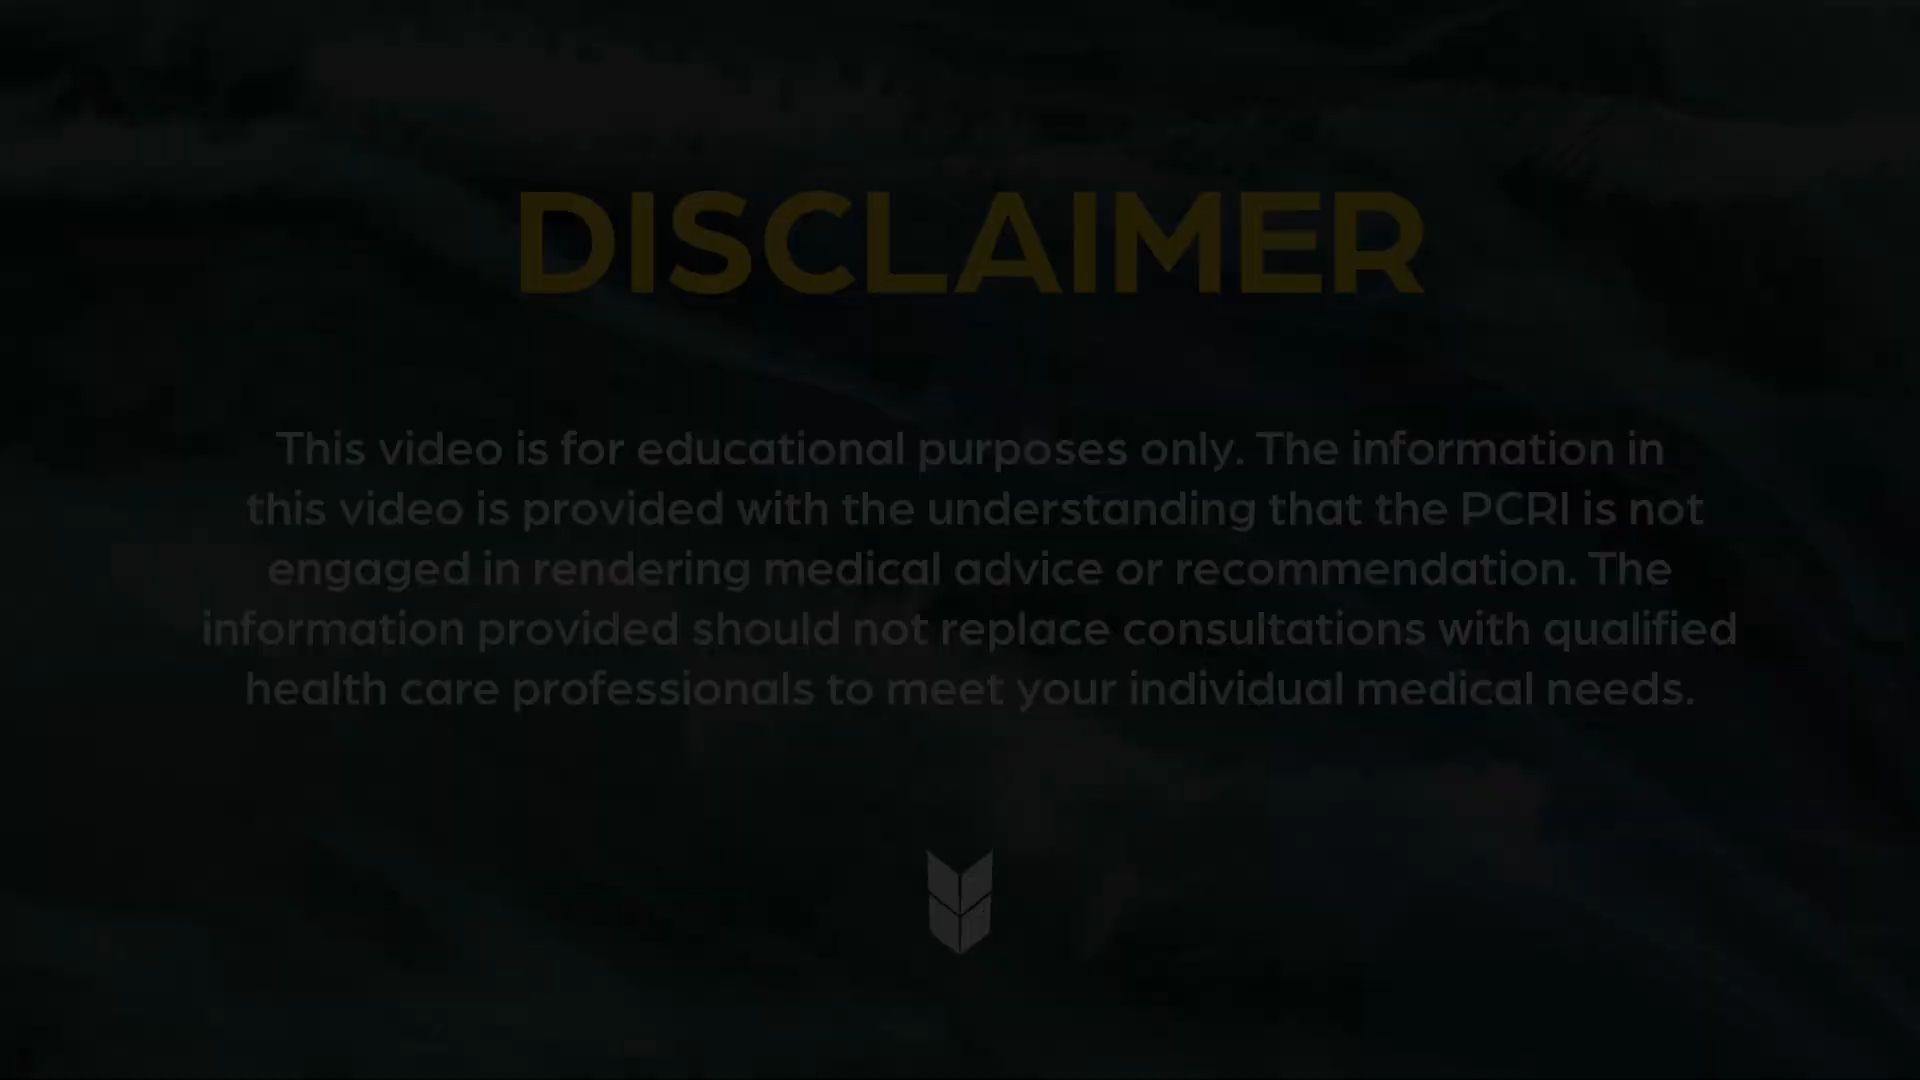 DISCLAIMER
This video is for educational purposes only. The information in
this video is provided with the understanding that the PCRI is not
engaged in rendering medical advice or recommendation. The
information provided should not replace consultations with qualified
health care professionals to meet your individual medical needs.